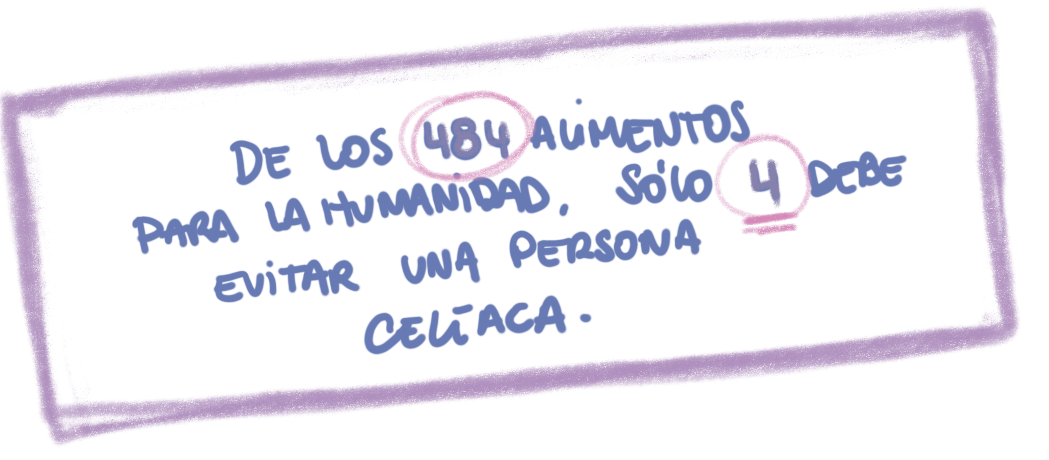 DE LOS 484 ALiMENTOS
PARA LA HUMANiDAD, SÓLO 4 DEBE
EViTAR UNA PERSONA
CELÍACA.